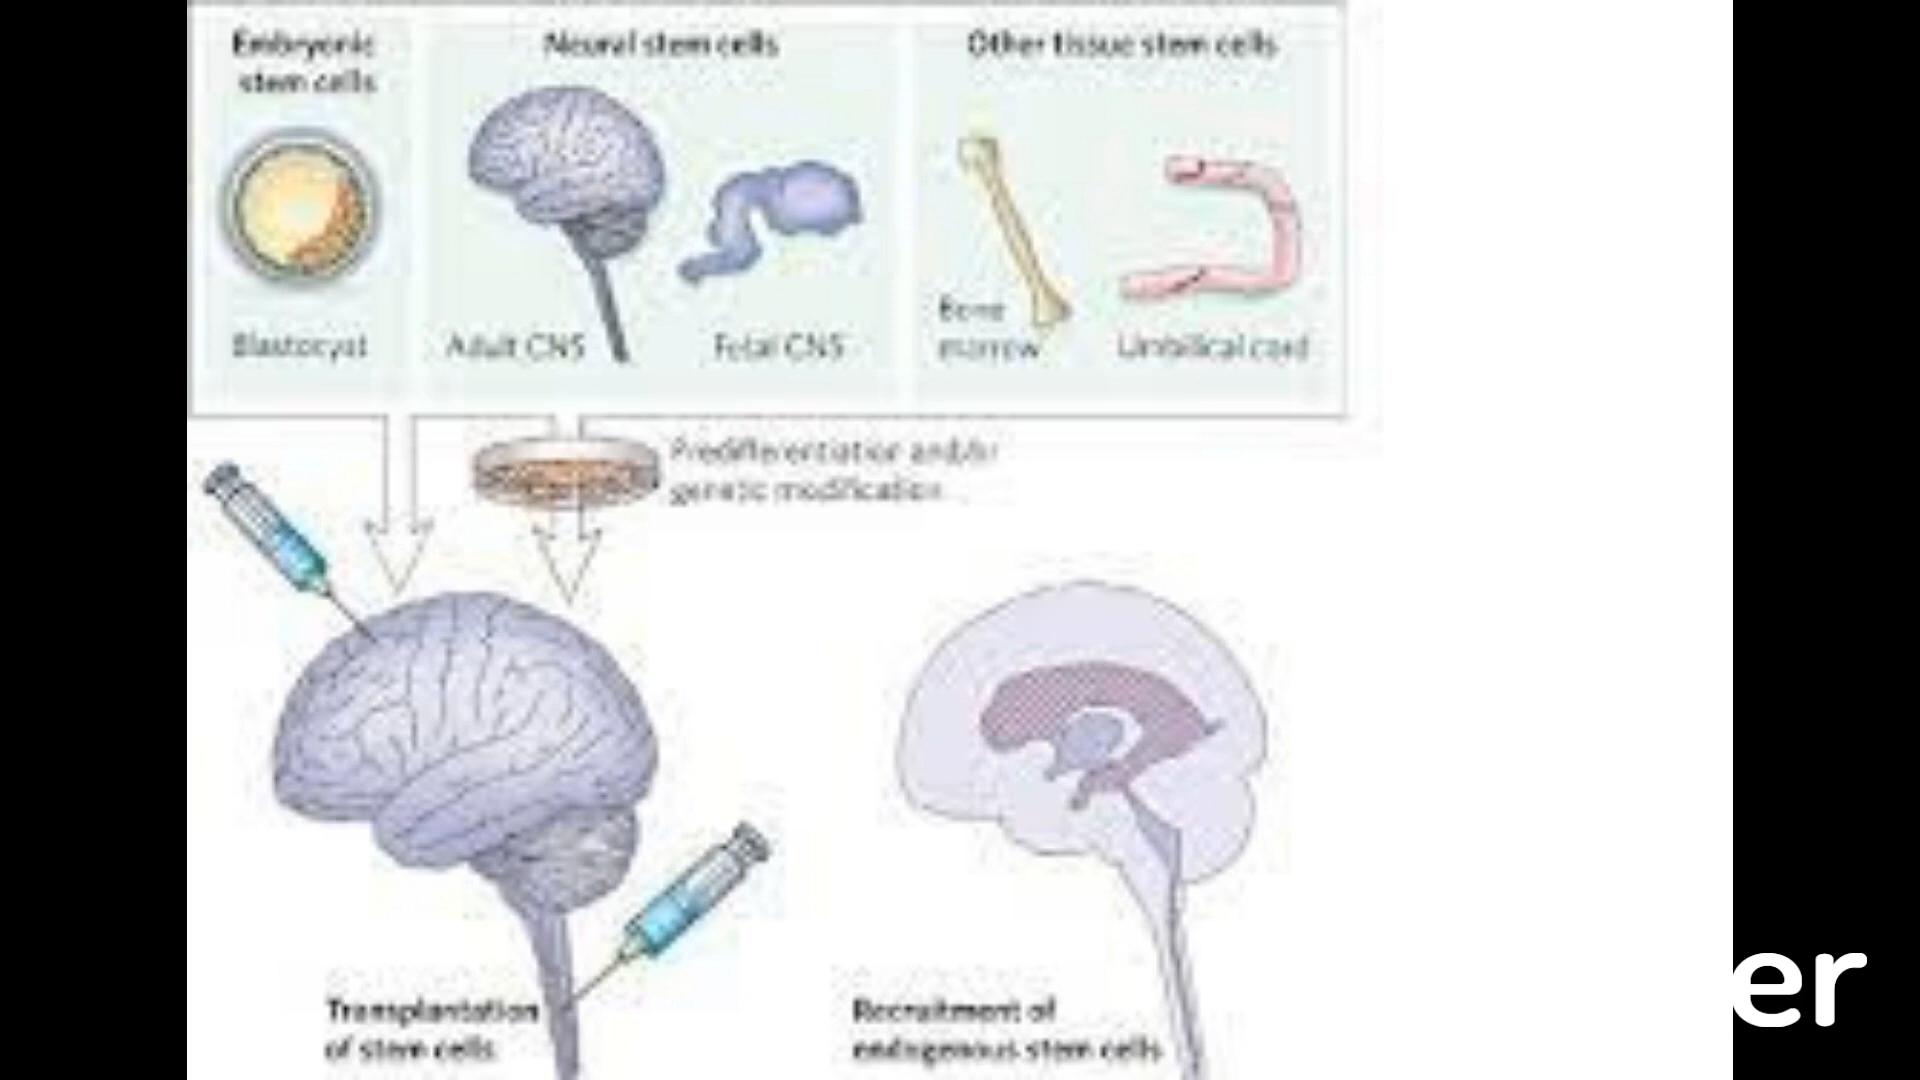 Embryonic
stem cells
Neural stem cells
Other tissue stem cells
Blastocyst
Adult CNS
Fetal CNS
Bone
marrow
Umbilical cord
Predifferentiation and/or
genetic modification
Transplantation
of stem cells
Recruitment of
endogenous stem cells
er